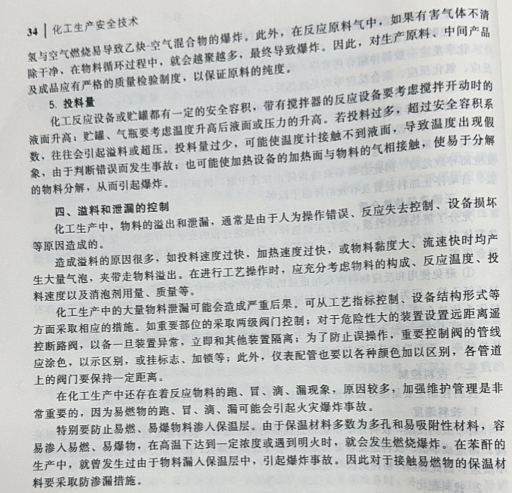 34 | 化工生产安全技术
氢与空气燃烧易导致乙炔-空气混合物的爆炸。此外，在反应原料气中，如果有害气体不清
除干净，在物料循环过程中，就会越聚越多，最终导致爆炸。因此，对生产原料、中间产品
及成品应有严格的质量检验制度，以保证原料的纯度。
5. 投料量
化工反应设备或贮罐都有一定的安全容积，带有搅拌器的反应设备要考虑搅拌开动时的
液面升高；贮罐、气瓶要考虑温度升高后液面或压力的升高。若投料过多，超过安全容积系
数，往往会引起溢料或超压。投料量过少，可能使温度计接触不到液面，导致温度出现假
象，由于判断错误而发生事故；也可能使加热设备的加热面与物料的气相接触，使易于分解
的物料分解，从而引起爆炸。
四、溢料和泄漏的控制
化工生产中，物料的溢出和泄漏，通常是由于人为操作错误、反应失去控制、设备损坏
等原因造成的。
造成溢料的原因很多，如投料速度过快，加热速度过快，或物料黏度大、流速快时均产
生大量气泡，夹带走物料溢出。在进行工艺操作时，应充分考虑物料的构成、反应温度、投
料速度以及消泡剂用量、质量等。
化工生产中的大量物料泄漏可能会造成严重后果，可从工艺指标控制、设备结构形式等
方面采取相应的措施。如重要部位的采取两级阀门控制；对于危险性大的装置设置远距离遥
控断路阀，以备一旦装置异常，立即和其他装置隔离；为了防止误操作，重要控制阀的管线
应涂色，以示区别，或挂标志、加锁等；此外，仪表配管也要以各种颜色加以区别，各管道
上的阀门要保持一定距离。
在化工生产中还存在着反应物料的跑、冒、滴、漏现象，原因较多，加强维护管理是非
常重要的，因为易燃物的跑、冒、滴、漏可能会引起火灾爆炸事故。
特别要防止易燃、易爆物料渗入保温层。由于保温材料多数为多孔和易吸附性材料，容
易渗入易燃、易爆物，在高温下达到一定浓度或遇到明火时，就会发生燃烧爆炸。在苯酐的
生产中，就曾发生过由于物料漏入保温层中，引起爆炸事故。因此对于接触易燃物的保温材
料要采取防渗漏措施。